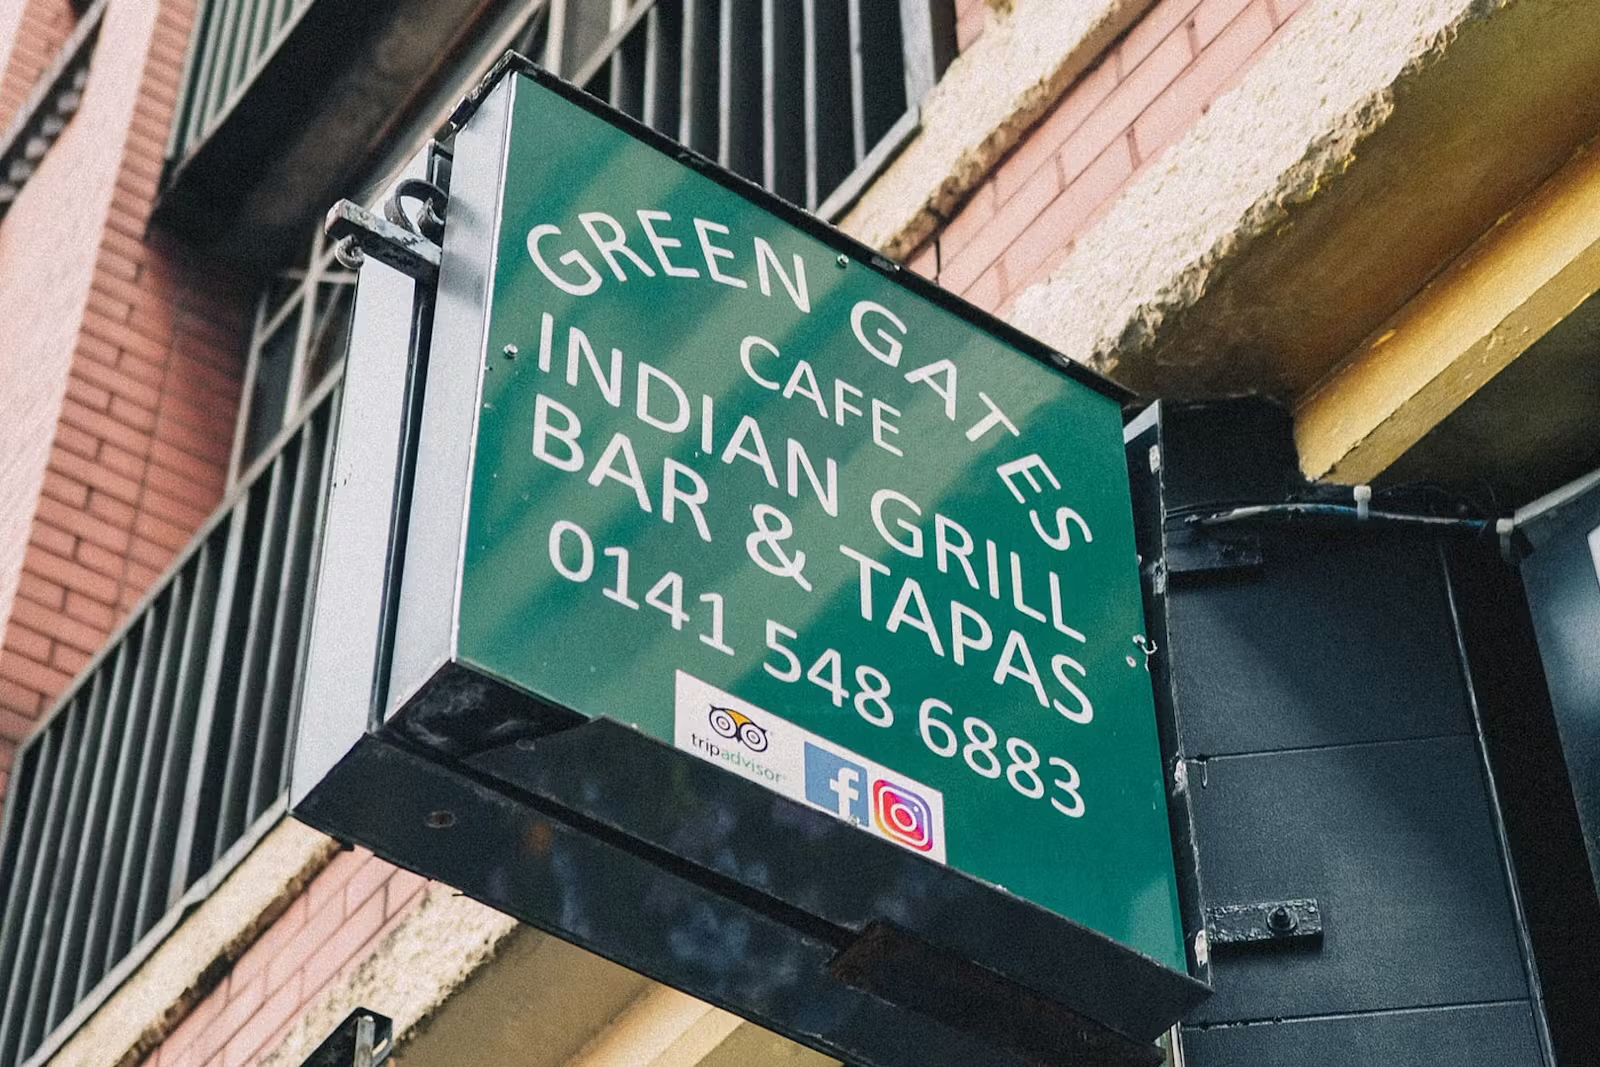 GREEN GATES
CAFE
INDIAN GRILL
BAR & TAPAS
0141 548 6883
tripadvisor